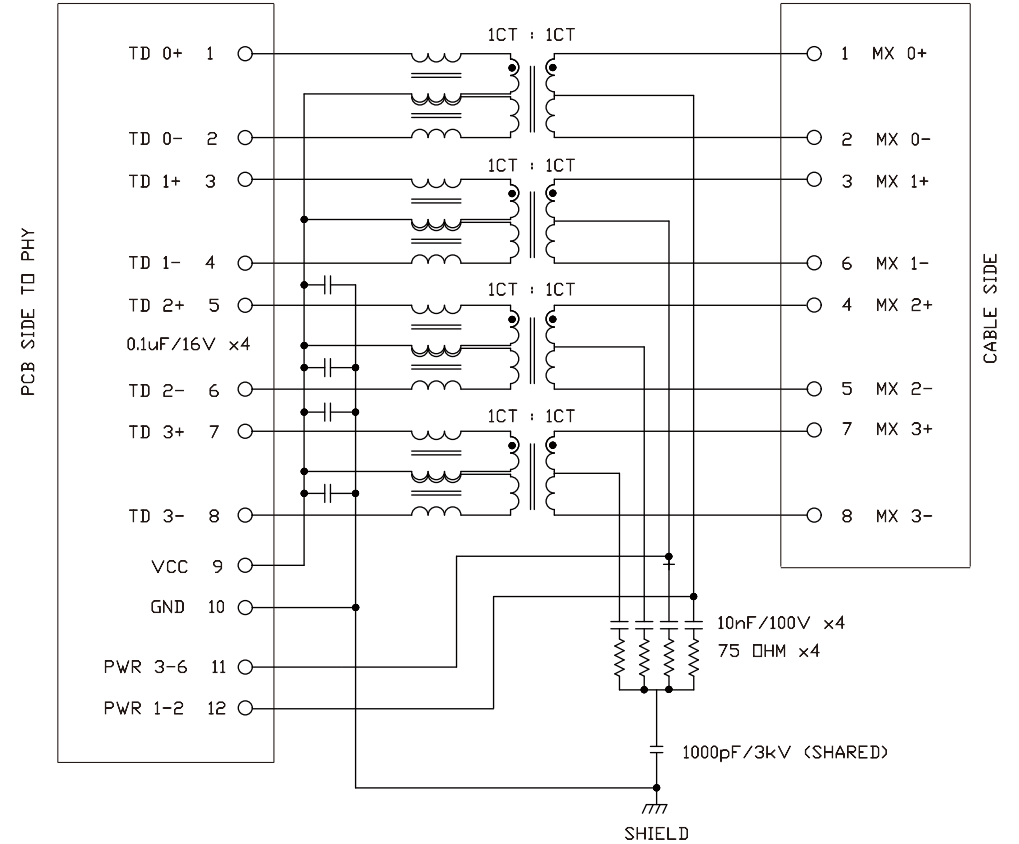 1CT : 1CT
TD 0+ 1
1 MX 0+
TD 0- 2
2 MX 0-
1CT : 1CT
TD 1+ 3
3 MX 1+
PCB SIDE TO PHY
TD 1- 4
6 MX 1-
CABLE SIDE
1CT : 1CT
TD 2+ 5
4 MX 2+
0.1uF/16V x4
TD 2- 6
5 MX 2-
1CT : 1CT
TD 3+ 7
7 MX 3+
TD 3- 8
8 MX 3-
VCC 9
GND 10
10nF/100V x4
75 OHM x4
PWR 3-6 11
PWR 1-2 12
1000pF/3kV (SHARED)
SHIELD